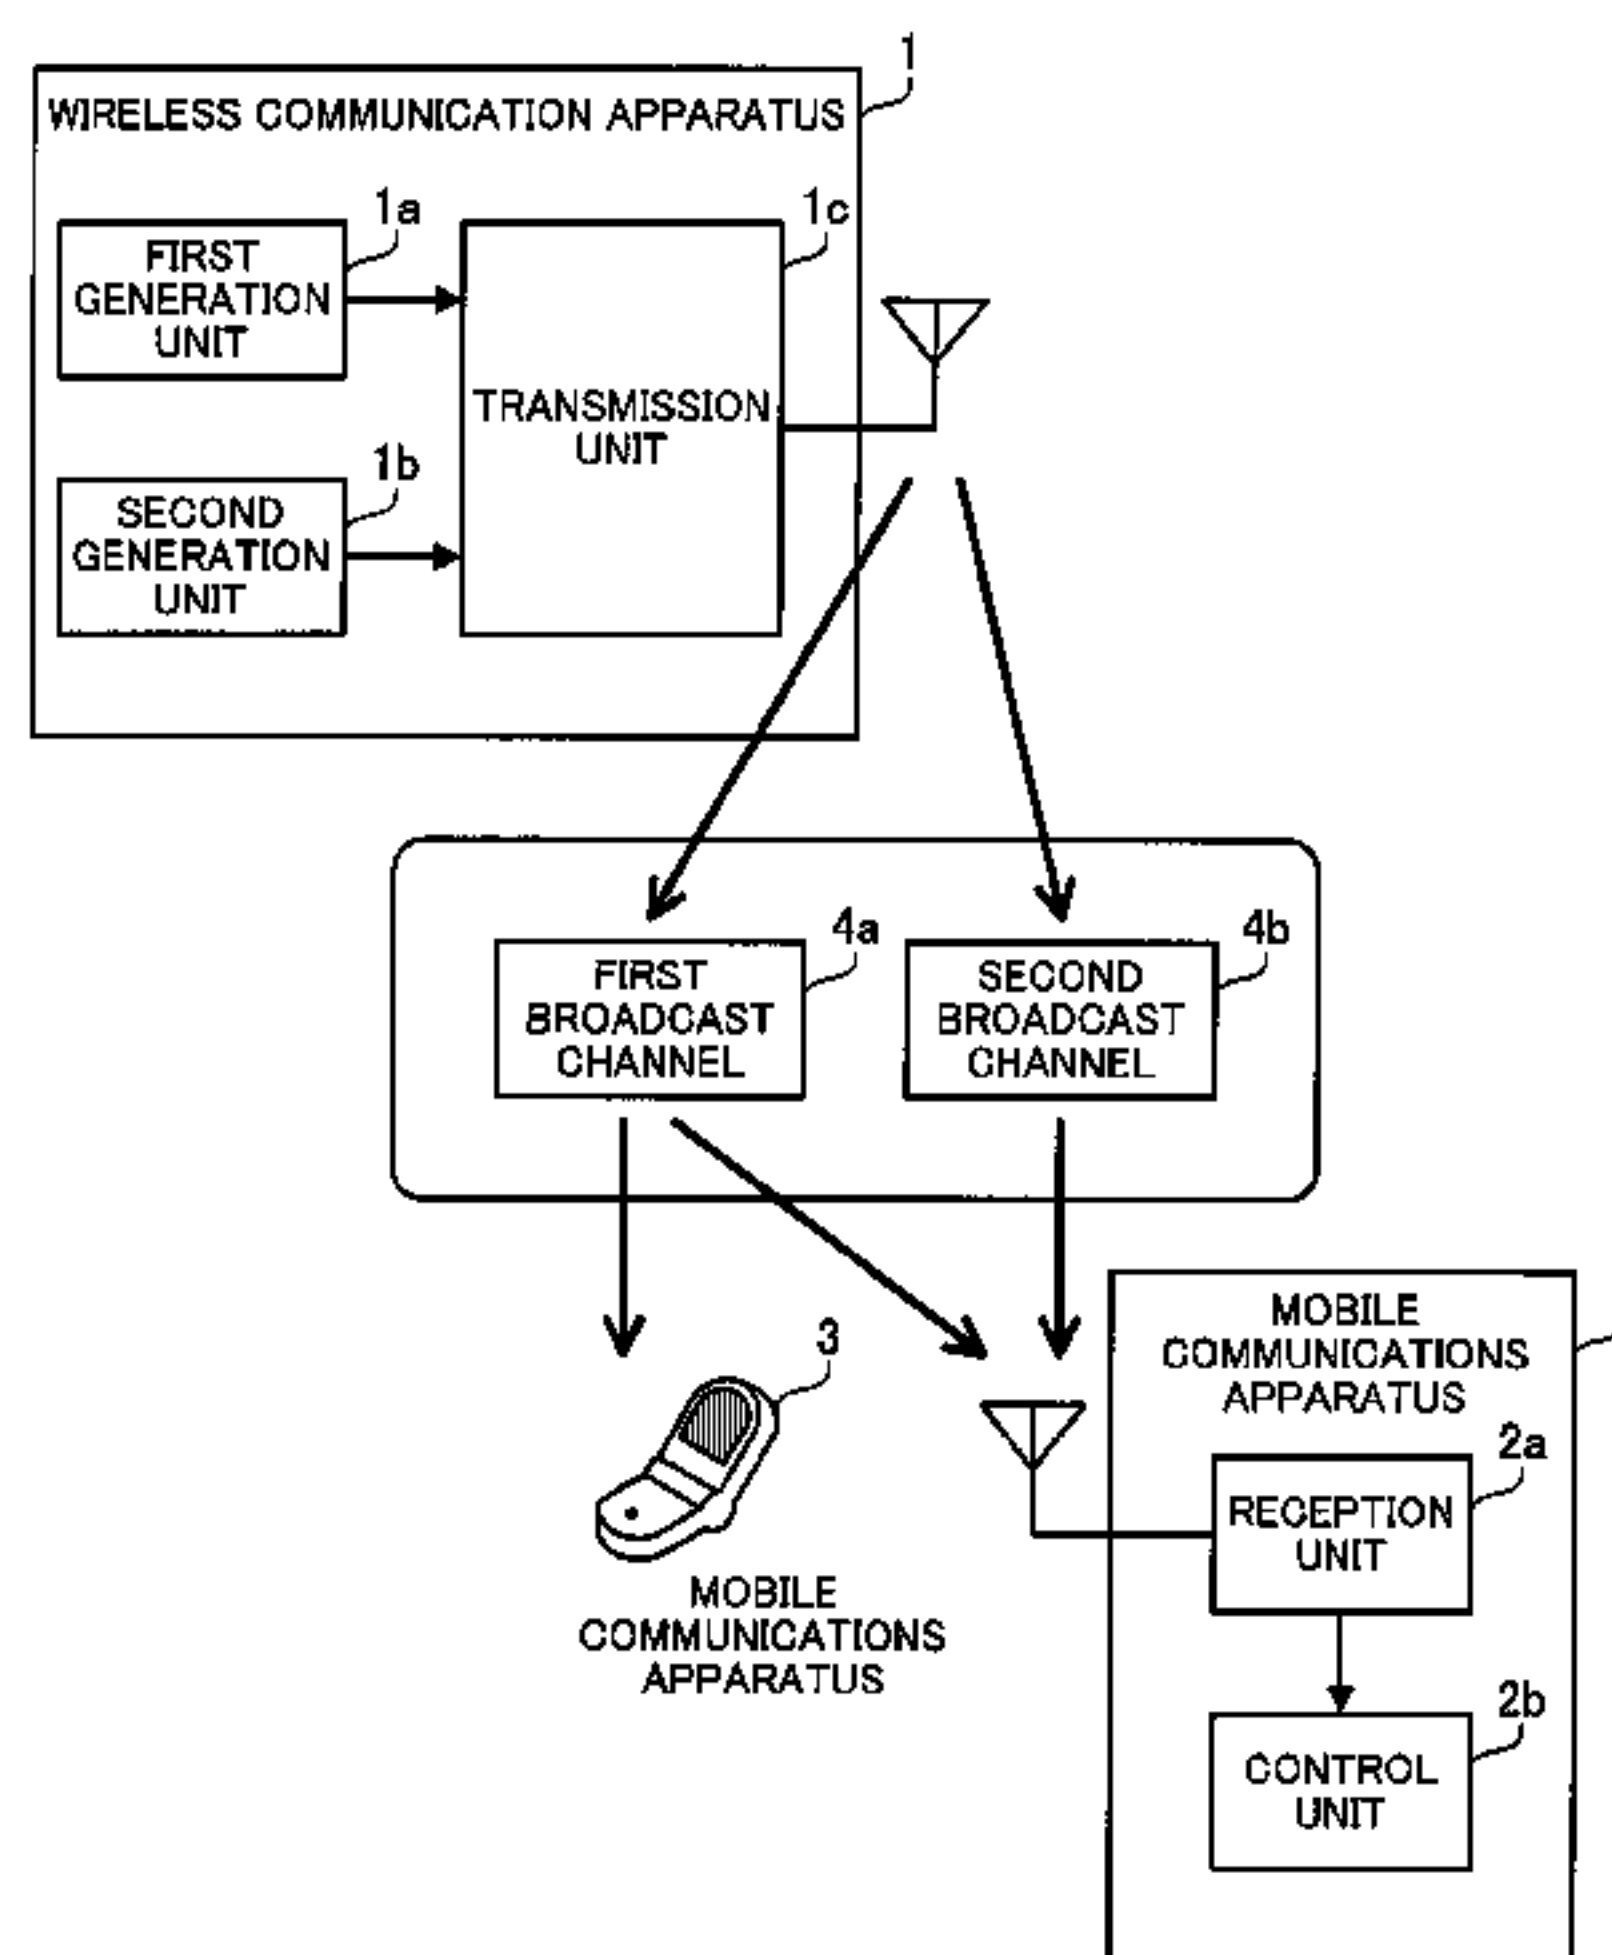 1
WIRELESS COMMUNICATION APPARATUS
1a
1c
FIRST
GENERATION
UNIT
TRANSMISSION
UNIT
1b
SECOND
GENERATION
UNIT
4a
4b
FIRST
BROADCAST
CHANNEL
SECOND
BROADCAST
CHANNEL
3
MOBILE
COMMUNICATIONS
APPARATUS
MOBILE
COMMUNICATIONS
APPARATUS
2a
RECEPTION
UNIT
2b
CONTROL
UNIT